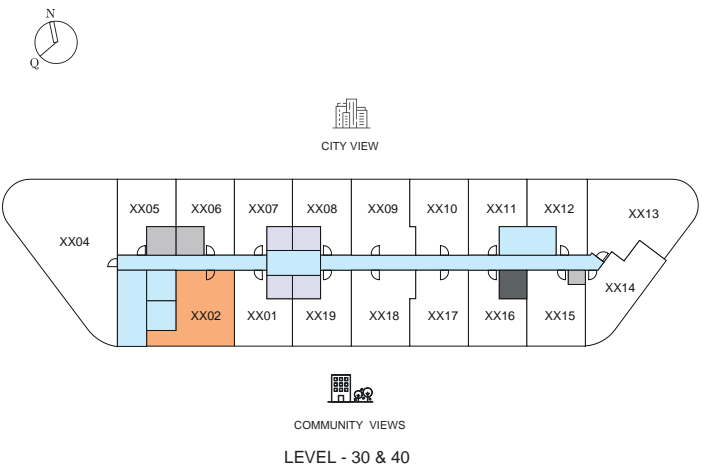 N
Q
CITY VIEW
XX05 XX06 XX07 XX08 XX09 XX10 XX11 XX12 XX13
XX04
XX14
XX02 XX01 XX19 XX18 XX17 XX16 XX15
COMMUNITY VIEWS
LEVEL - 30 & 40